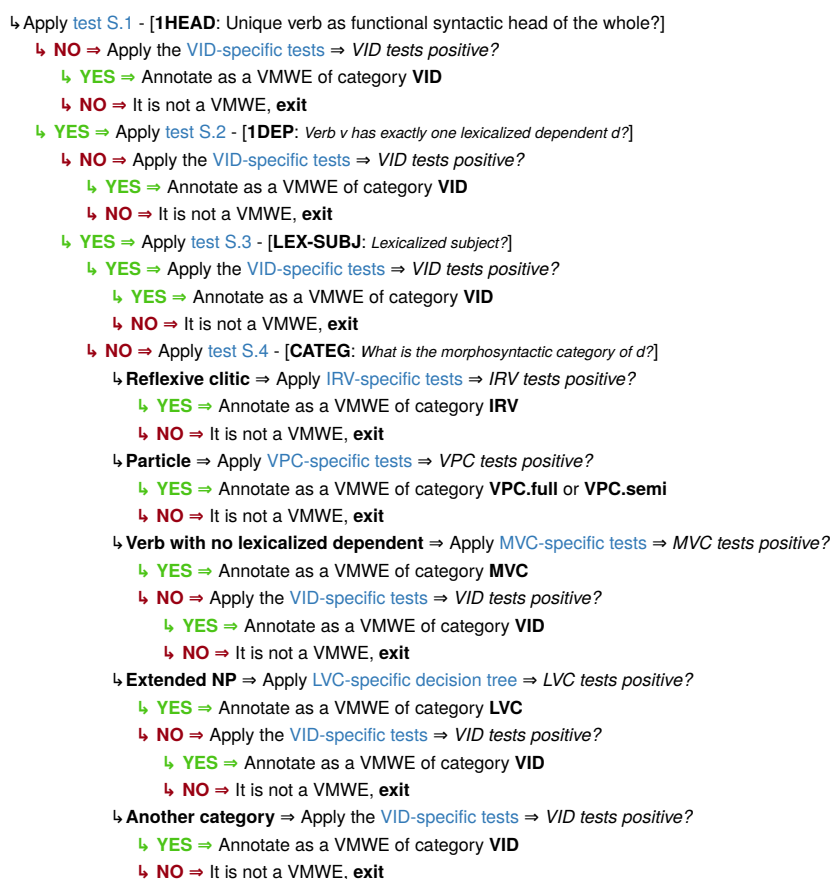 ↳Apply test S.1 - [1HEAD: Unique verb as functional syntactic head of the whole?]
↳ NO ⇒ Apply the VID-specific tests ⇒ VID tests positive?
↳ YES ⇒ Annotate as a VMWE of category VID
↳ NO ⇒ It is not a VMWE, exit
↳ YES ⇒ Apply test S.2 - [1DEP: Verb v has exactly one lexicalized dependent d?]
↳ NO ⇒ Apply the VID-specific tests ⇒ VID tests positive?
↳ YES ⇒ Annotate as a VMWE of category VID
↳ NO ⇒ It is not a VMWE, exit
↳ YES ⇒ Apply test S.3 - [LEX-SUBJ: Lexicalized subject?]
↳ YES ⇒ Apply the VID-specific tests ⇒ VID tests positive?
↳ YES ⇒ Annotate as a VMWE of category VID
↳ NO ⇒ It is not a VMWE, exit
↳ NO ⇒ Apply test S.4 - [CATEG: What is the morphosyntactic category of d?]
↳Reflexive clitic ⇒ Apply IRV-specific tests ⇒ IRV tests positive?
↳ YES ⇒ Annotate as a VMWE of category IRV
↳ NO ⇒ It is not a VMWE, exit
↳Particle ⇒ Apply VPC-specific tests ⇒ VPC tests positive?
↳ YES ⇒ Annotate as a VMWE of category VPC.full or VPC.semi
↳ NO ⇒ It is not a VMWE, exit
↳Verb with no lexicalized dependent ⇒ Apply MVC-specific tests ⇒ MVC tests positive?
↳ YES ⇒ Annotate as a VMWE of category MVC
↳ NO ⇒ Apply the VID-specific tests ⇒ VID tests positive?
↳ YES ⇒ Annotate as a VMWE of category VID
↳ NO ⇒ It is not a VMWE, exit
↳Extended NP ⇒ Apply LVC-specific decision tree ⇒ LVC tests positive?
↳ YES ⇒ Annotate as a VMWE of category LVC
↳ NO ⇒ Apply the VID-specific tests ⇒ VID tests positive?
↳ YES ⇒ Annotate as a VMWE of category VID
↳ NO ⇒ It is not a VMWE, exit
↳Another category ⇒ Apply the VID-specific tests ⇒ VID tests positive?
↳ YES ⇒ Annotate as a VMWE of category VID
↳ NO ⇒ It is not a VMWE, exit